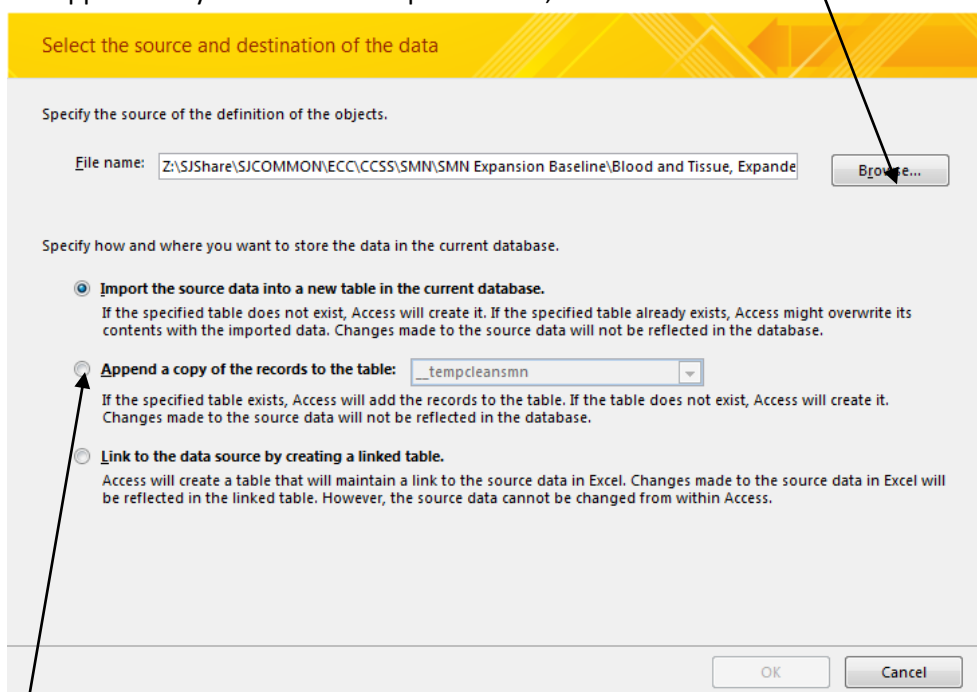 Select the source and destination of the data
Specify the source of the definition of the objects.
File name: Z:\SJShare\SJCOMMON\ECC\CCSS\SMN\SMN Expansion Baseline\Blood and Tissue, Expande Browse...
Specify how and where you want to store the data in the current database.
Import the source data into a new table in the current database.
If the specified table does not exist, Access will create it. If the specified table already exists, Access might overwrite its
contents with the imported data. Changes made to the source data will not be reflected in the database.
Append a copy of the records to the table: __tempcleansmn
If the specified table exists, Access will add the records to the table. If the table does not exist, Access will create it.
Changes made to the source data will not be reflected in the database.
Link to the data source by creating a linked table.
Access will create a table that will maintain a link to the source data in Excel. Changes made to the source data in Excel will
be reflected in the linked table. However, the source data cannot be changed from within Access.
OK Cancel